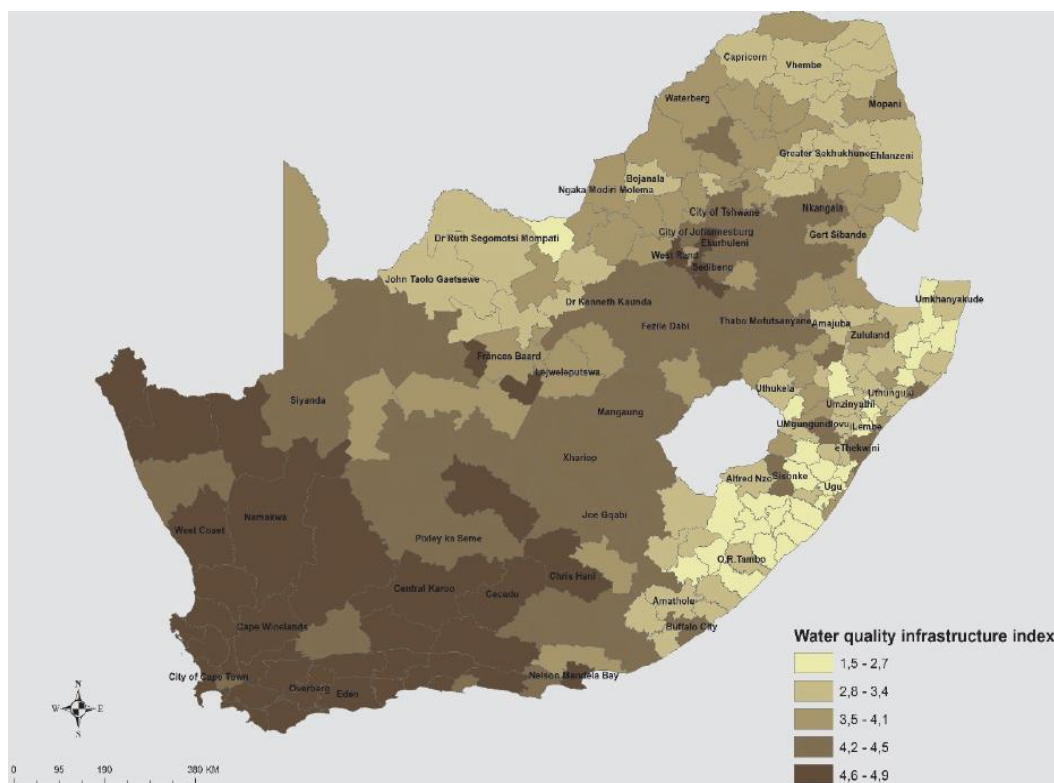 Capricorn
Vhembe
Waterberg
Mopani
Greater Sekhukhune
Ehlanzeni
Bojanala
Ngaka Modiri Molema
City of Tshwane
Nkangala
City of Johannesburg
Ekurhuleni
Gert Sibande
Dr Ruth Segomotsi Mompati
West Rand
Sedibeng
John Taolo Gaetsewe
Dr Kenneth Kaunda
Umkhanyakude
Fezile Dabi
Thabo Mofutsanyane
Amajuba
Zululand
Frances Baard
Lejweleputswa
Uthukela
Uthungulu
Siyanda
Mangaung
Umzinyathi
UMgungundlovu
iLembe
eThekwini
Xhariep
Alfred Nzo
Sisonke
Ugu
West Coast
Namakwa
Joe Gqabi
Pixley ka Seme
O.R.Tambo
Central Karoo
Cacadu
Chris Hani
Amathole
Cape Winelands
Buffalo City
City of Cape Town
Overberg
Eden
Nelson Mandela Bay
Water quality infrastructure index
1,5 - 2,7
2,8 - 3,4
3,5 - 4,1
4,2 - 4,5
4,6 - 4,9
N
W
E
S
0 95 190 380 KM